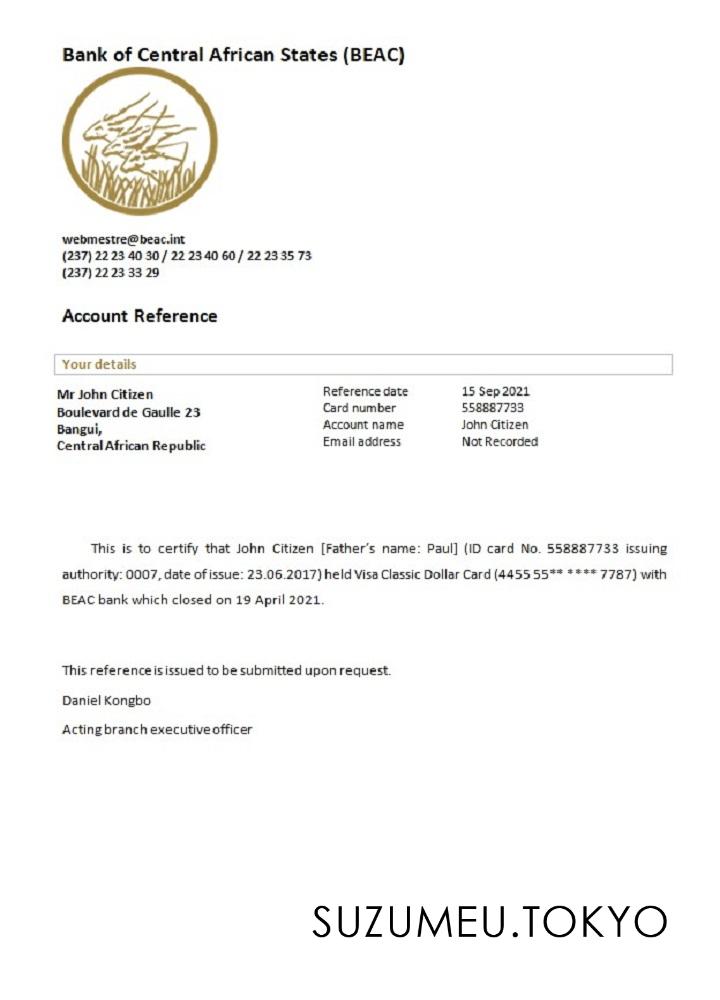 Bank of Central African States (BEAC)
webmestre@beac.int
(237) 22 23 40 30 / 22 23 40 60 / 22 23 35 73
(237) 22 23 33 29
Account Reference
Your details
Mr John Citizen
Boulevard de Gaulle 23
Bangui,
Central African Republic
Reference date 15 Sep 2021
Card number 558887733
Account name John Citizen
Email address Not Recorded
This is to certify that John Citizen [Father's name: Paul] (ID card No. 558887733 issuing
authority: 0007, date of issue: 23.06.2017) held Visa Classic Dollar Card (4455 55** **** 7787) with
BEAC bank which closed on 19 April 2021.
This reference is issued to be submitted upon request.
Daniel Kongbo
Acting branch executive officer
SUZUMEU.TOKYO